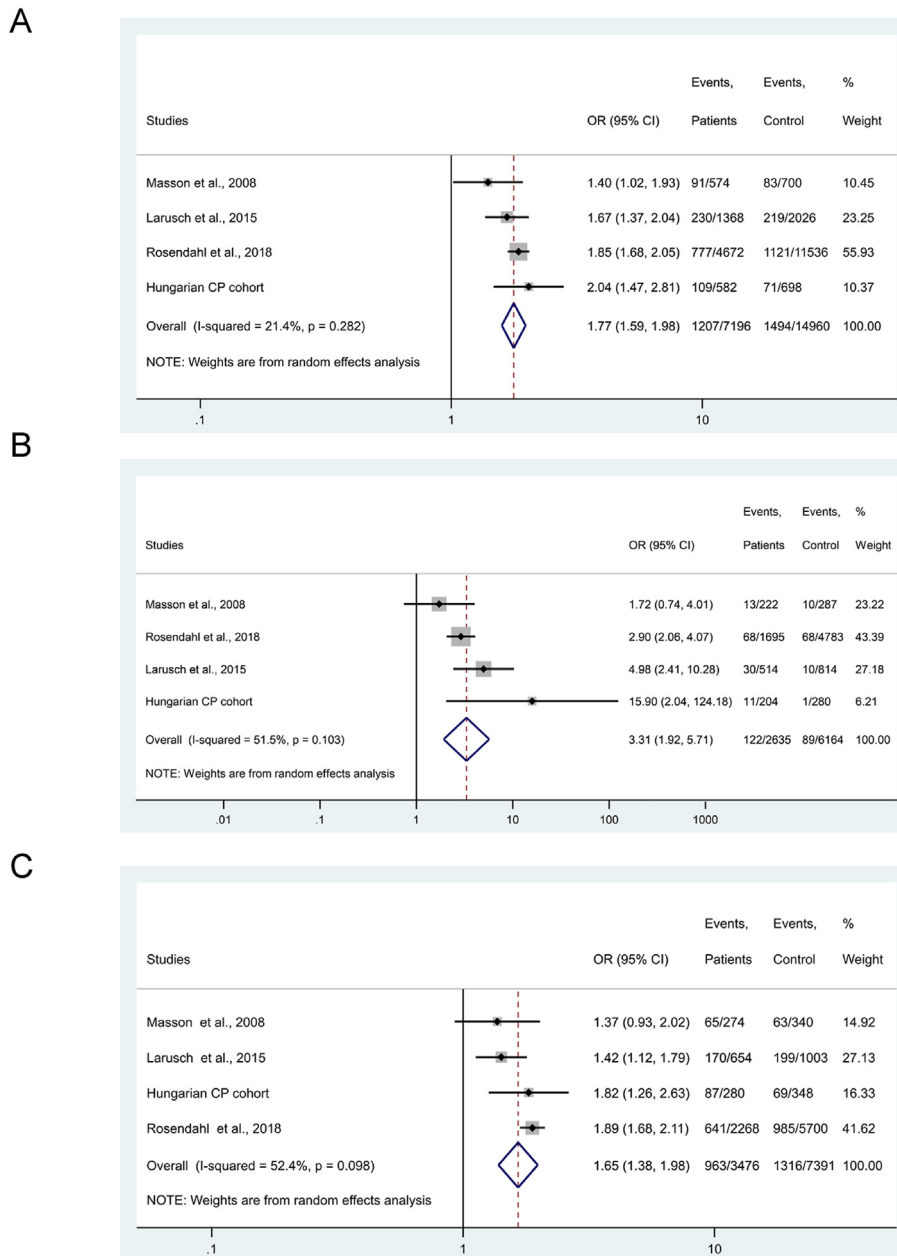 A
Events, Events, %
Studies OR (95% CI) Patients Control Weight
Masson et al., 2008 1.40 (1.02, 1.93) 91/574 83/700 10.45
Larusch et al., 2015 1.67 (1.37, 2.04) 230/1368 219/2026 23.25
Rosendahl et al., 2018 1.85 (1.68, 2.05) 777/4672 1121/11536 55.93
Hungarian CP cohort 2.04 (1.47, 2.81) 109/582 71/698 10.37
Overall (I-squared = 21.4%, p = 0.282) 1.77 (1.59, 1.98) 1207/7196 1494/14960 100.00
NOTE: Weights are from random effects analysis
.1 1 10
B
Events, Events, %
Studies OR (95% CI) Patients Control Weight
Masson et al., 2008 1.72 (0.74, 4.01) 13/222 10/287 23.22
Rosendahl et al., 2018 2.90 (2.06, 4.07) 68/1695 68/4783 43.39
Larusch et al., 2015 4.98 (2.41, 10.28) 30/514 10/814 27.18
Hungarian CP cohort 15.90 (2.04, 124.18) 11/204 1/280 6.21
Overall (I-squared = 51.5%, p = 0.103) 3.31 (1.92, 5.71) 122/2635 89/6164 100.00
NOTE: Weights are from random effects analysis
.01 .1 1 10 100 1000
C
Events, Events, %
Studies OR (95% CI) Patients Control Weight
Masson et al., 2008 1.37 (0.93, 2.02) 65/274 63/340 14.92
Larusch et al., 2015 1.42 (1.12, 1.79) 170/654 199/1003 27.13
Hungarian CP cohort 1.82 (1.26, 2.63) 87/280 69/348 16.33
Rosendahl et al., 2018 1.89 (1.68, 2.11) 641/2268 985/5700 41.62
Overall (I-squared = 52.4%, p = 0.098) 1.65 (1.38, 1.98) 963/3476 1316/7391 100.00
NOTE: Weights are from random effects analysis
.1 1 10